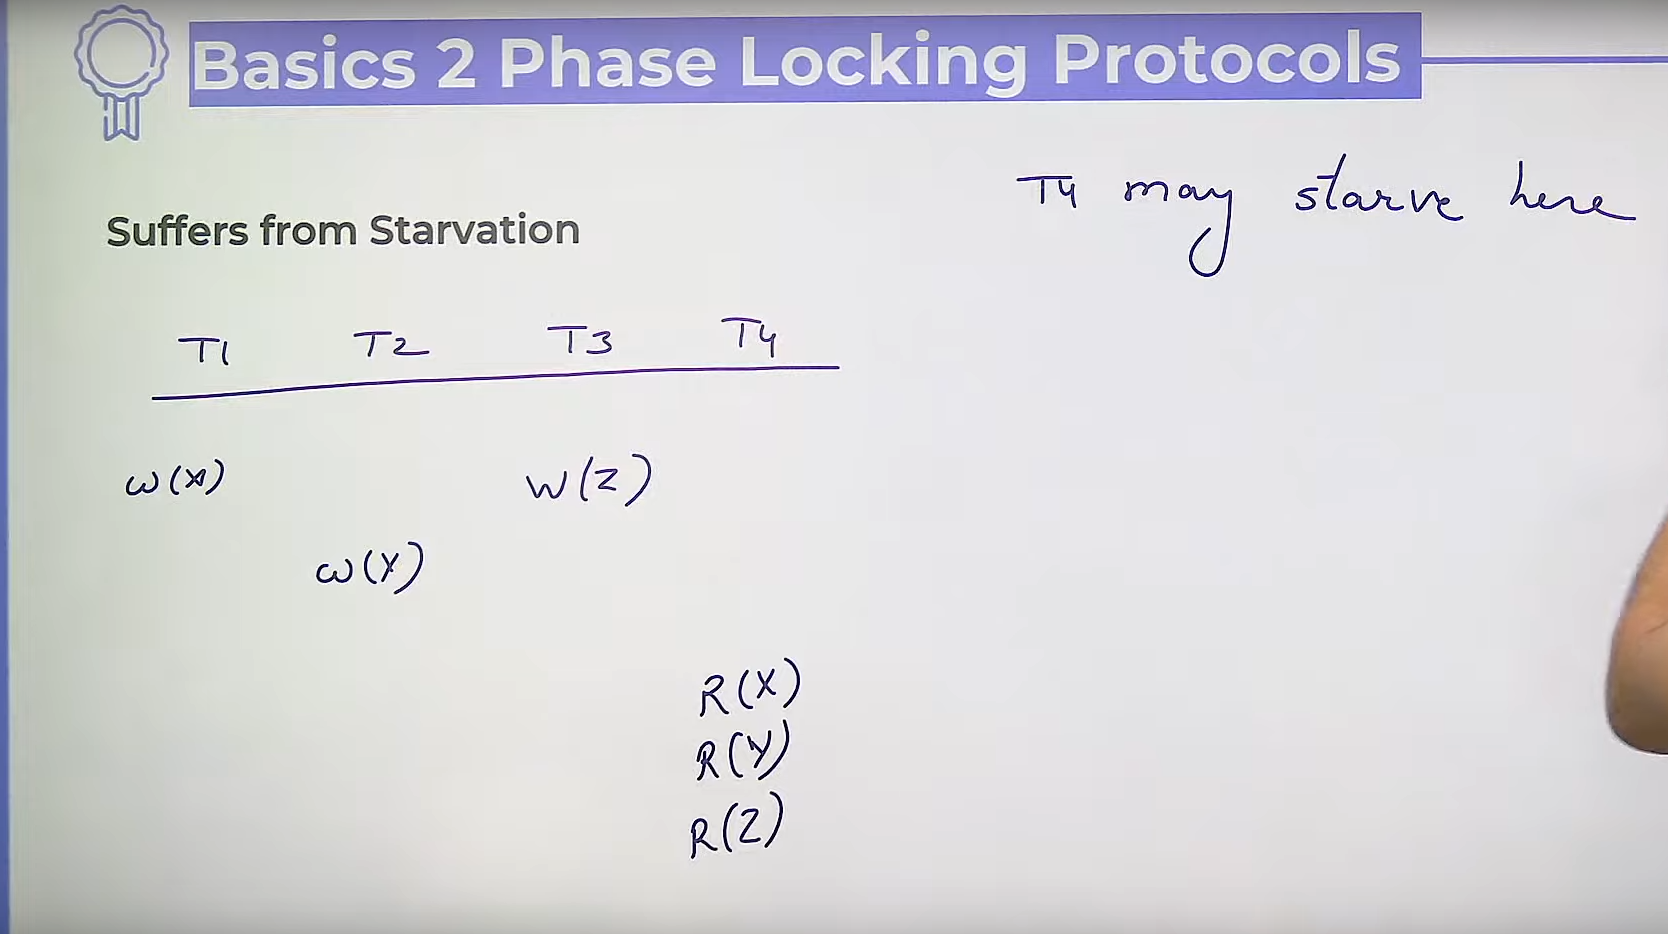 Basics 2 Phase Locking Protocols
T4 may starve here
Suffers from Starvation
T1 T2 T3 T4
W(X) W(Z)
W(X)
R(X)
R(Y)
R(Z)